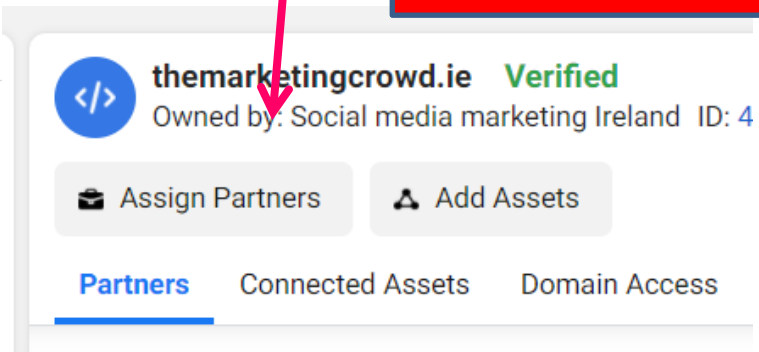 </>
themarketingcrowd.ie Verified
Owned by: Social media marketing Ireland ID: 4
Assign Partners Add Assets
Partners Connected Assets Domain Access